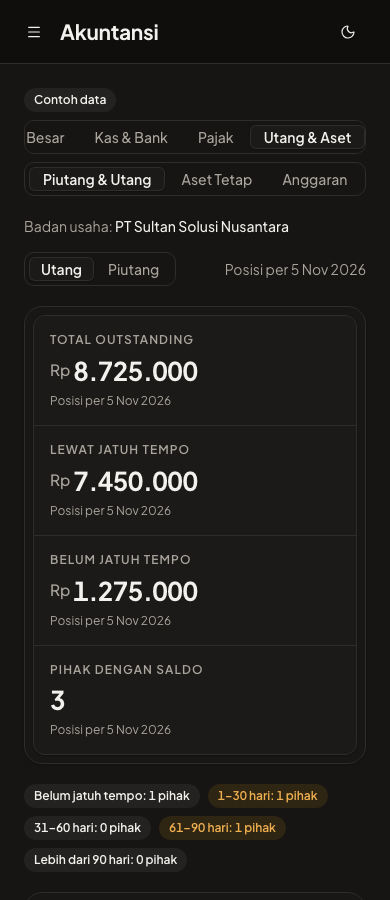 Akuntansi
Contoh data
Besar Kas & Bank Pajak Utang & Aset
Piutang & Utang Aset Tetap Anggaran
Badan usaha: PT Sultan Solusi Nusantara
Utang Piutang Posisi per 5 Nov 2026
TOTAL OUTSTANDING
Rp 8.725.000
Posisi per 5 Nov 2026
LEWAT JATUH TEMPO
Rp 7.450.000
Posisi per 5 Nov 2026
BELUM JATUH TEMPO
Rp 1.275.000
Posisi per 5 Nov 2026
PIHAK DENGAN SALDO
3
Posisi per 5 Nov 2026
Belum jatuh tempo: 1 pihak 1–30 hari: 1 pihak
31–60 hari: 0 pihak 61–90 hari: 1 pihak
Lebih dari 90 hari: 0 pihak